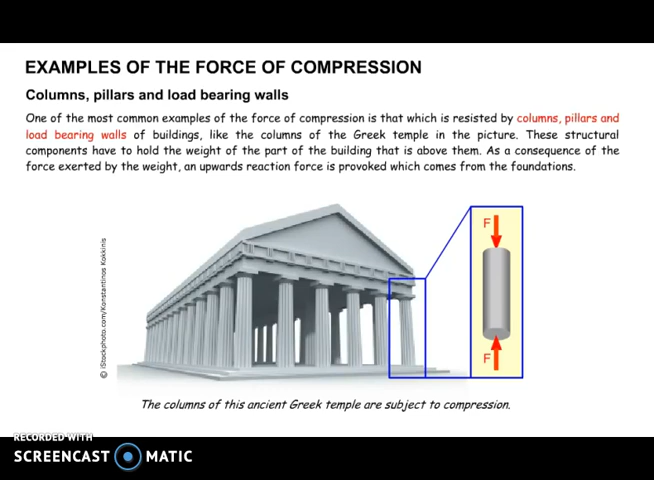 EXAMPLES OF THE FORCE OF COMPRESSION
Columns, pillars and load bearing walls
One of the most common examples of the force of compression is that which is resisted by columns, pillars and
load bearing walls of buildings, like the columns of the Greek temple in the picture. These structural
components have to hold the weight of the part of the building that is above them. As a consequence of the
force exerted by the weight, an upwards reaction force is provoked which comes from the foundations.
© iStockphoto.com/Konstantinos Kokkinis
F
F
The columns of this ancient Greek temple are subject to compression.
RECORDED WITH
SCREENCAST MATIC